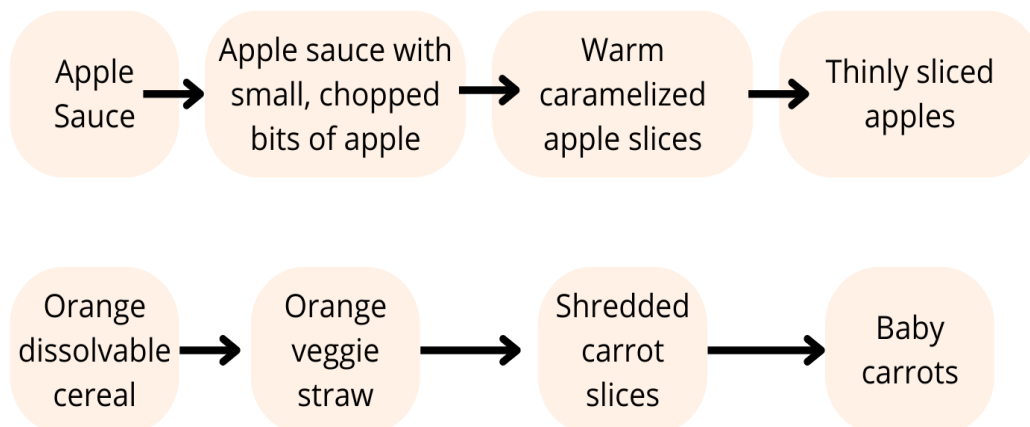 Apple
Sauce
Apple sauce with
small, chopped
bits of apple
Warm
caramelized
apple slices
Thinly sliced
apples
Orange
dissolvable
cereal
Orange
veggie
straw
Shredded
carrot
slices
Baby
carrots